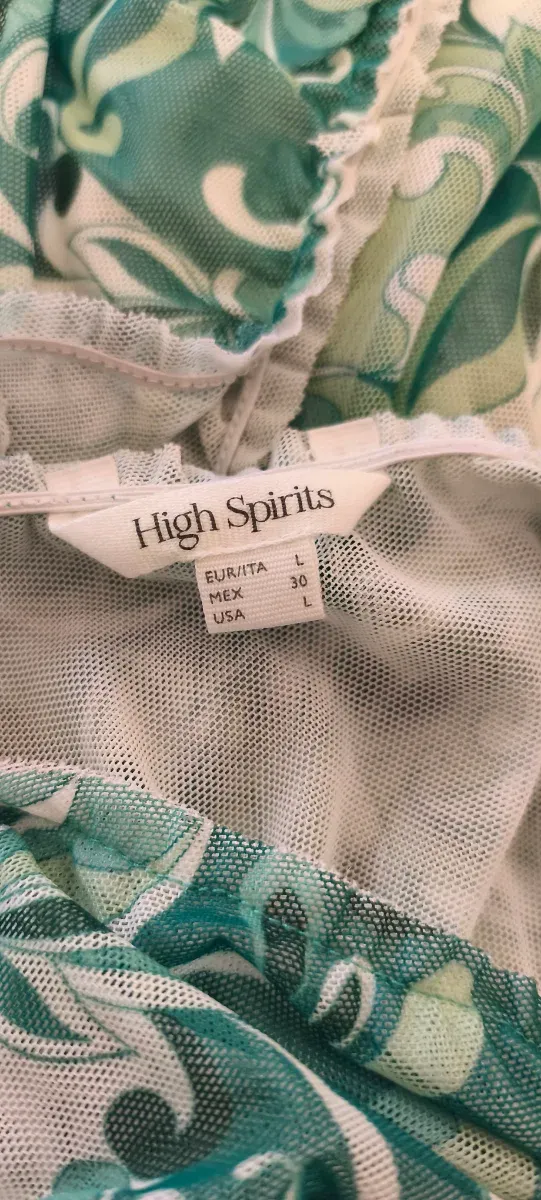 High Spirits
EUR/ITA L
MEX 30
USA L